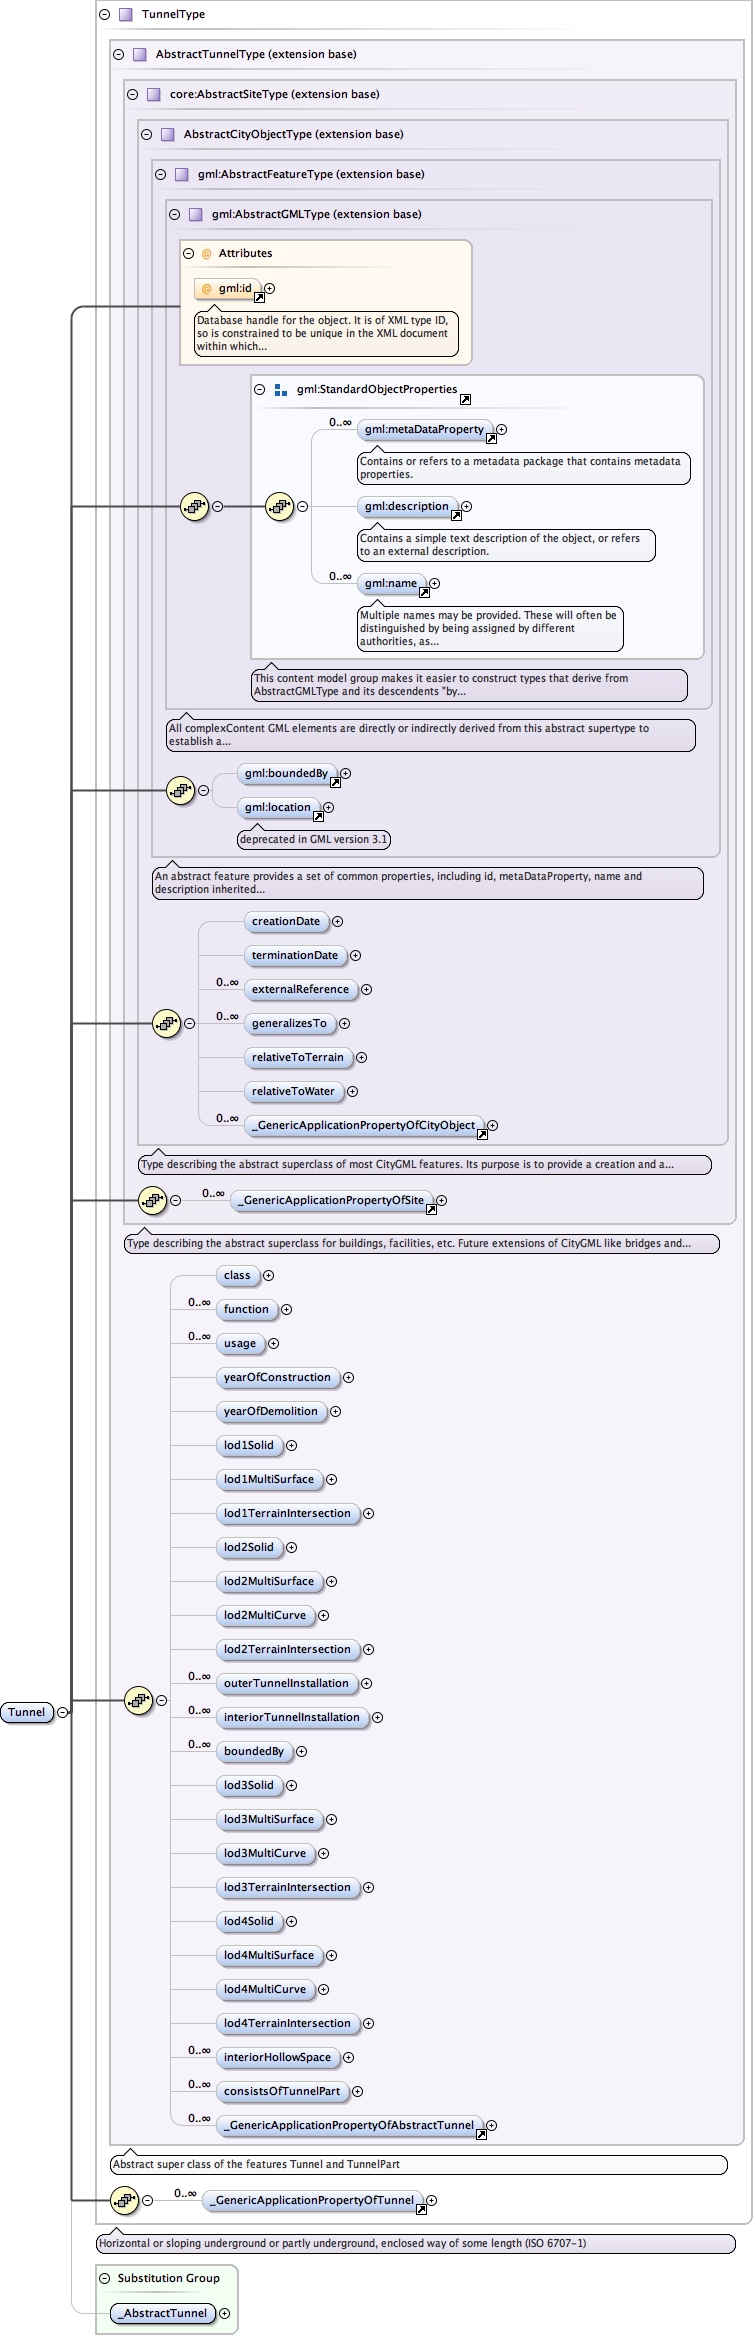 TunnelType
AbstractTunnelType (extension base)
core:AbstractSiteType (extension base)
AbstractCityObjectType (extension base)
gml:AbstractFeatureType (extension base)
gml:AbstractGMLType (extension base)
@ Attributes
@ gml:id
Database handle for the object. It is of XML type ID,
so is constrained to be unique in the XML document
within which...
gml:StandardObjectProperties
0..∞ gml:metaDataProperty
Contains or refers to a metadata package that contains metadata
properties.
gml:description
Contains a simple text description of the object, or refers
to an external description.
0..∞ gml:name
Multiple names may be provided. These will often be
distinguished by being assigned by different
authorities, as...
This content model group makes it easier to construct types that derive from
AbstractGMLType and its descendents "by...
All complexContent GML elements are directly or indirectly derived from this abstract supertype to
establish a...
gml:boundedBy
gml:location
deprecated in GML version 3.1
An abstract feature provides a set of common properties, including id, metaDataProperty, name and
description inherited...
creationDate
terminationDate
0..∞ externalReference
0..∞ generalizesTo
relativeToTerrain
relativeToWater
0..∞ _GenericApplicationPropertyOfCityObject
Type describing the abstract superclass of most CityGML features. Its purpose is to provide a creation and a...
0..∞ _GenericApplicationPropertyOfSite
Type describing the abstract superclass for buildings, facilities, etc. Future extensions of CityGML like bridges and...
class
0..∞ function
0..∞ usage
yearOfConstruction
yearOfDemolition
lod1Solid
lod1MultiSurface
lod1TerrainIntersection
lod2Solid
lod2MultiSurface
lod2MultiCurve
lod2TerrainIntersection
0..∞ outerTunnelInstallation
Tunnel
0..∞ interiorTunnelInstallation
0..∞ boundedBy
lod3Solid
lod3MultiSurface
lod3MultiCurve
lod3TerrainIntersection
lod4Solid
lod4MultiSurface
lod4MultiCurve
lod4TerrainIntersection
0..∞ interiorHollowSpace
0..∞ consistsOfTunnelPart
0..∞ _GenericApplicationPropertyOfAbstractTunnel
Abstract super class of the features Tunnel and TunnelPart
0..∞ _GenericApplicationPropertyOfTunnel
Horizontal or sloping underground or partly underground, enclosed way of some length (ISO 6707-1)
Substitution Group
_AbstractTunnel